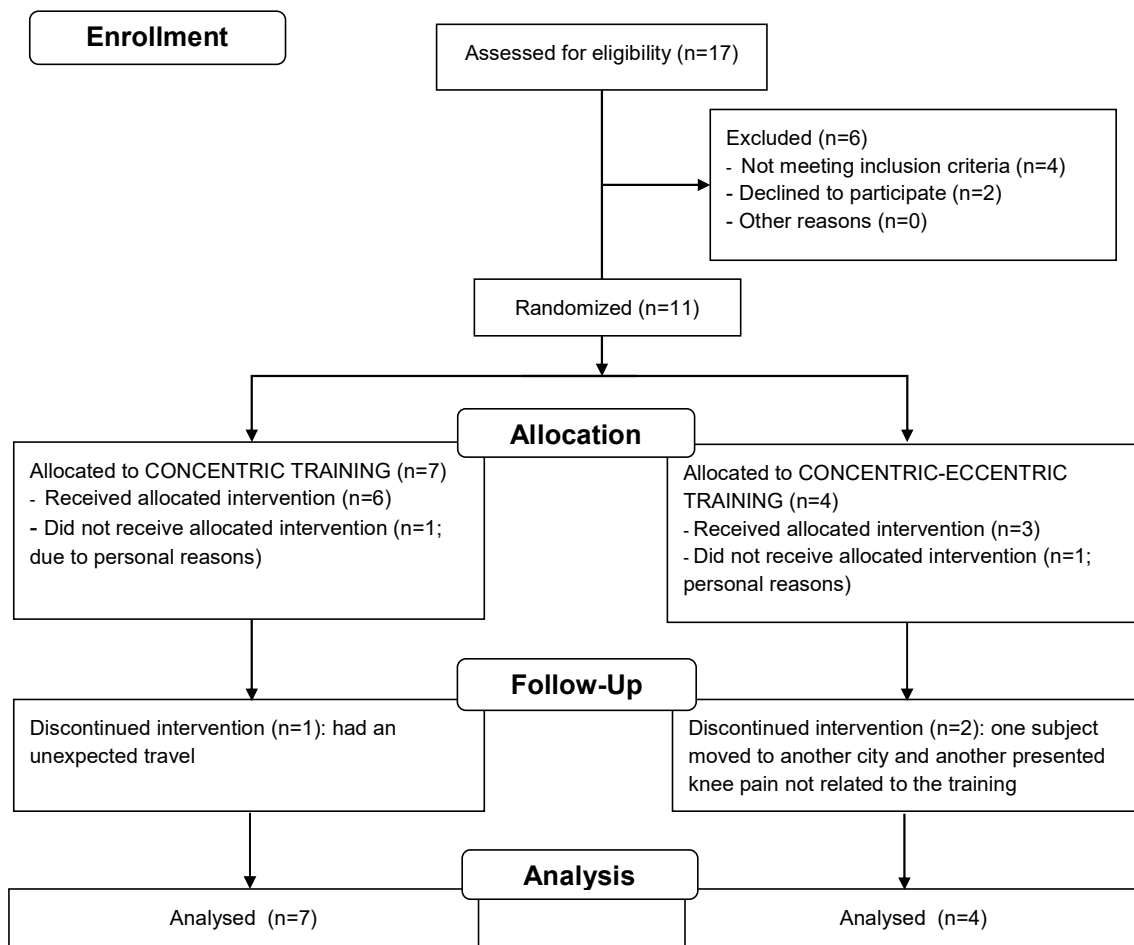 Enrollment
Assessed for eligibility (n=17)
Excluded (n=6)
- Not meeting inclusion criteria (n=4)
- Declined to participate (n=2)
- Other reasons (n=0)
Randomized (n=11)
Allocation
Allocated to CONCENTRIC TRAINING (n=7)
- Received allocated intervention (n=6)
- Did not receive allocated intervention (n=1;
due to personal reasons)
Allocated to CONCENTRIC-ECCENTRIC
TRAINING (n=4)
- Received allocated intervention (n=3)
- Did not receive allocated intervention (n=1;
personal reasons)
Follow-Up
Discontinued intervention (n=1): had an
unexpected travel
Discontinued intervention (n=2): one subject
moved to another city and another presented
knee pain not related to the training
Analysis
Analysed (n=7)
Analysed (n=4)